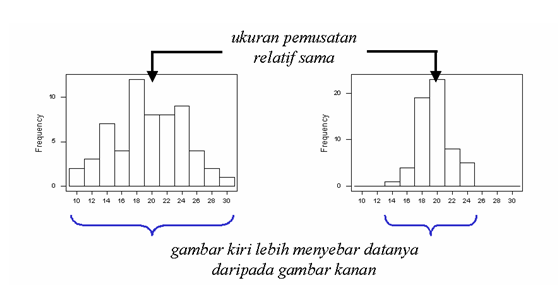 ukuran pemusatan
relatif sama
Frequency
10
5
0
10 12 14 16 18 20 22 24 26 28 30
Frequency
20
10
0
10 12 14 16 18 20 22 24 26 28 30
gambar kiri lebih menyebar datanya
daripada gambar kanan